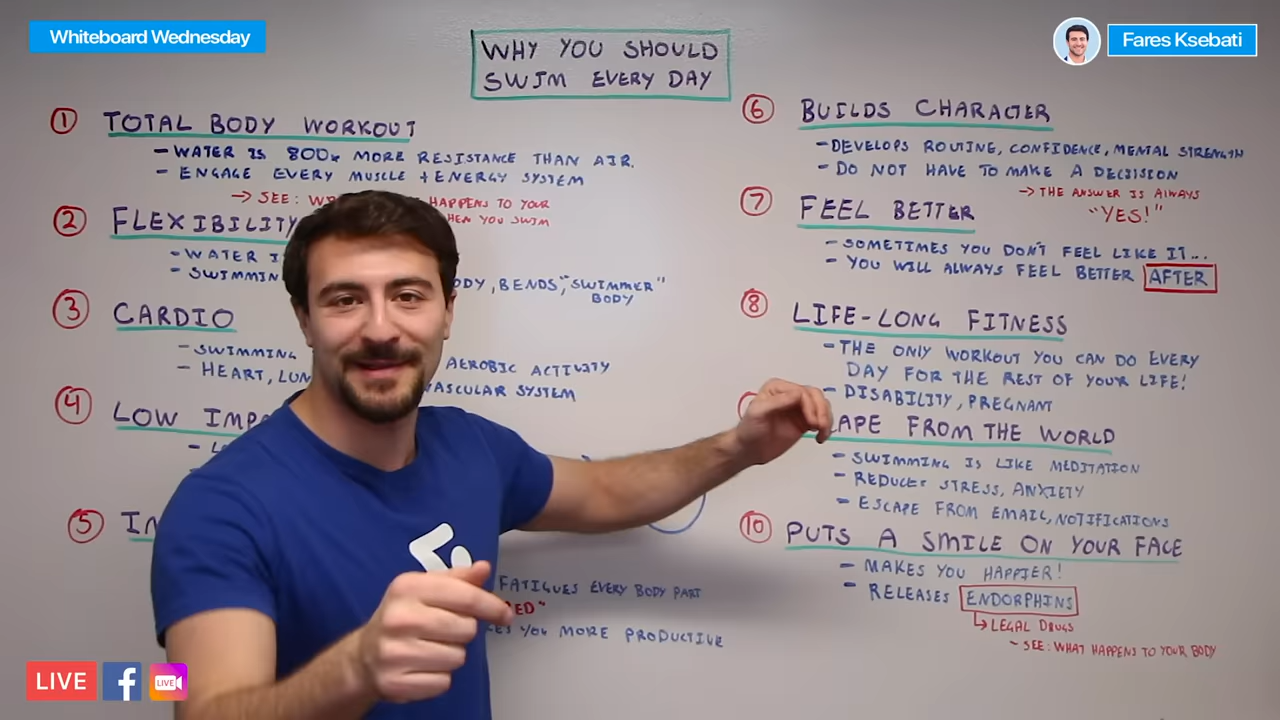 Whiteboard Wednesday
Fares Ksebati
WHY YOU SHOULD
SWIM EVERY DAY
① TOTAL BODY WORKOUT
- WATER IS 800x MORE RESISTANCE THAN AIR.
- ENGAGE EVERY MUSCLE + ENERGY SYSTEM
→ SEE: HAPPENS TO YOUR
WHEN YOU SWIM
② FLEXIBILITY
- WATER
- SWIMMIN BODY, BENDS, "SWIMMER"
BODY
③ CARDIO
- SWIMMING AEROBIC ACTIVITY
- HEART, LUN VASCULAR SYSTEM
④ LOW IMP
⑤ IN
FATIGUES EVERY BODY PART
RED"
YOU MORE PRODUCTIVE
⑥ BUILDS CHARACTER
- DEVELOPS ROUTINE, CONFIDENCE, MENTAL STRENGTH
- DO NOT HAVE TO MAKE A DECISION
→ THE ANSWER IS ALWAYS
"YES!"
⑦ FEEL BETTER
- SOMETIMES YOU DON'T FEEL LIKE IT...
- YOU WILL ALWAYS FEEL BETTER AFTER
⑧ LIFE-LONG FITNESS
- THE ONLY WORKOUT YOU CAN DO EVERY
DAY FOR THE REST OF YOUR LIFE!
- DISABILITY, PREGNANT
CAPE FROM THE WORLD
- SWIMMING IS LIKE MEDITATION
- REDUCES STRESS, ANXIETY
- ESCAPE FROM EMAIL, NOTIFICATIONS
⑩ PUTS A SMILE ON YOUR FACE
- MAKES YOU HAPPIER!
- RELEASES ENDORPHINS
↳ LEGAL DRUGS
- SEE: WHAT HAPPENS TO YOUR BODY
LIVE
f
LIVE